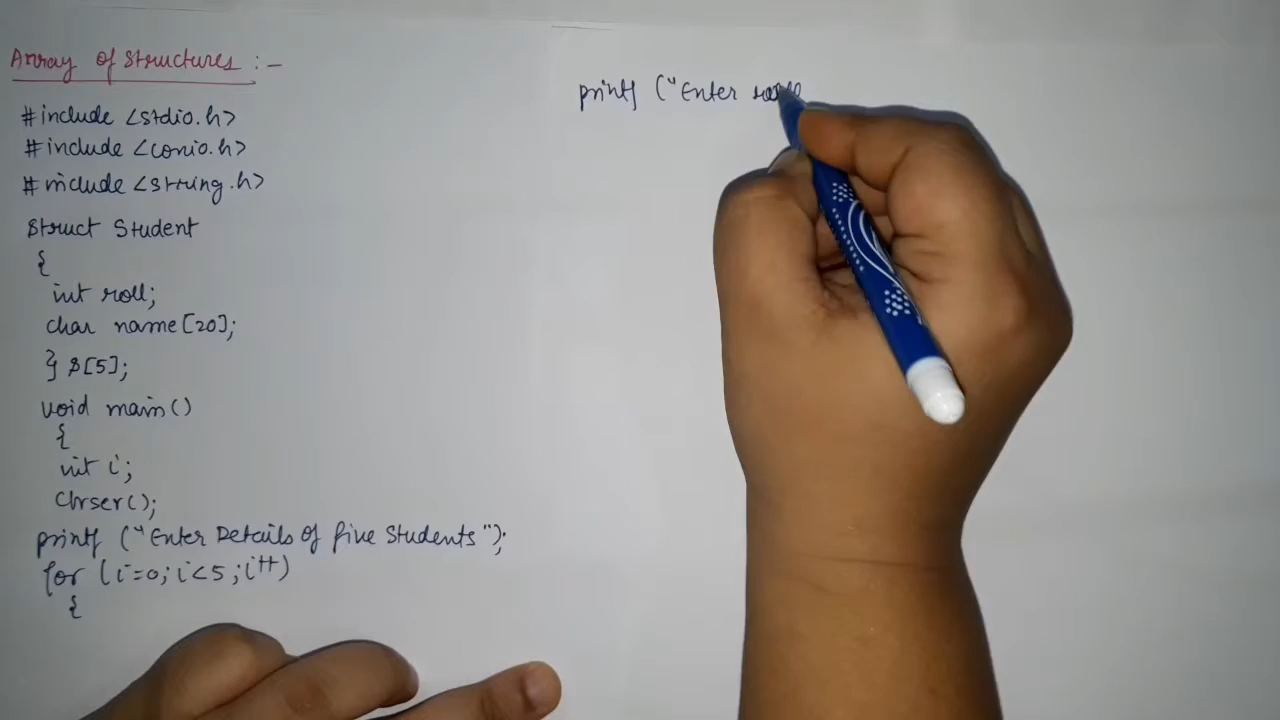 Array of Structures :-
#include <stdio.h>
#include <conio.h>
#include <string.h>
Struct Student
{
int roll;
char name[20];
} S[5];
void main()
{
int i;
Clrscr();
printf ("Enter Details of five Students");
for (i=0; i<5; i++)
{
printf ("Enter